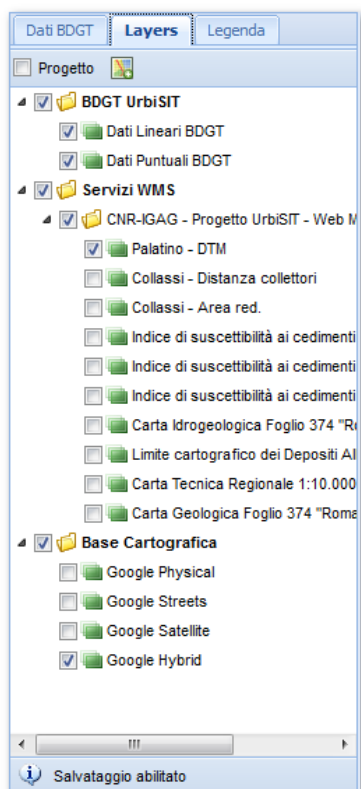 Dati BDGT Layers Legenda
Progetto
BDGT UrbiSIT
Dati Lineari BDGT
Dati Puntuali BDGT
Servizi WMS
CNR-IGAG - Progetto UrbiSIT - Web M
Palatino - DTM
Collassi - Distanza collettori
Collassi - Area red.
Indice di suscettibilità ai cedimenti
Indice di suscettibilità ai cedimenti
Indice di suscettibilità ai cedimenti
Carta Idrogeologica Foglio 374 "Ro
Limite cartografico dei Depositi Al
Carta Tecnica Regionale 1:10.000
Carta Geologica Foglio 374 "Roma
Base Cartografica
Google Physical
Google Streets
Google Satellite
Google Hybrid
Salvataggio abilitato